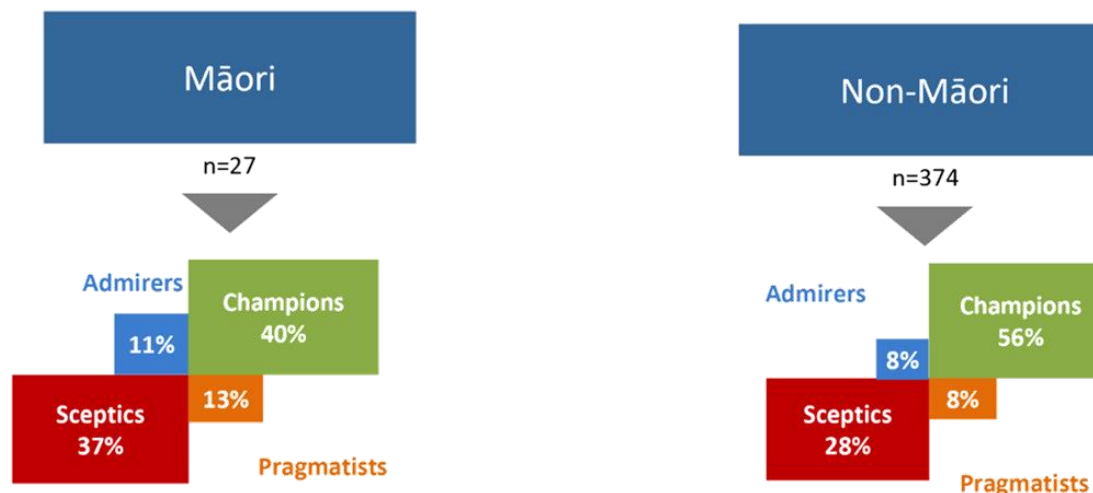 Māori
n=27
Admirers
Champions
40%
11%
13%
Sceptics
37%
Pragmatists
Non-Māori
n=374
Admirers
Champions
56%
8%
8%
Sceptics
28%
Pragmatists